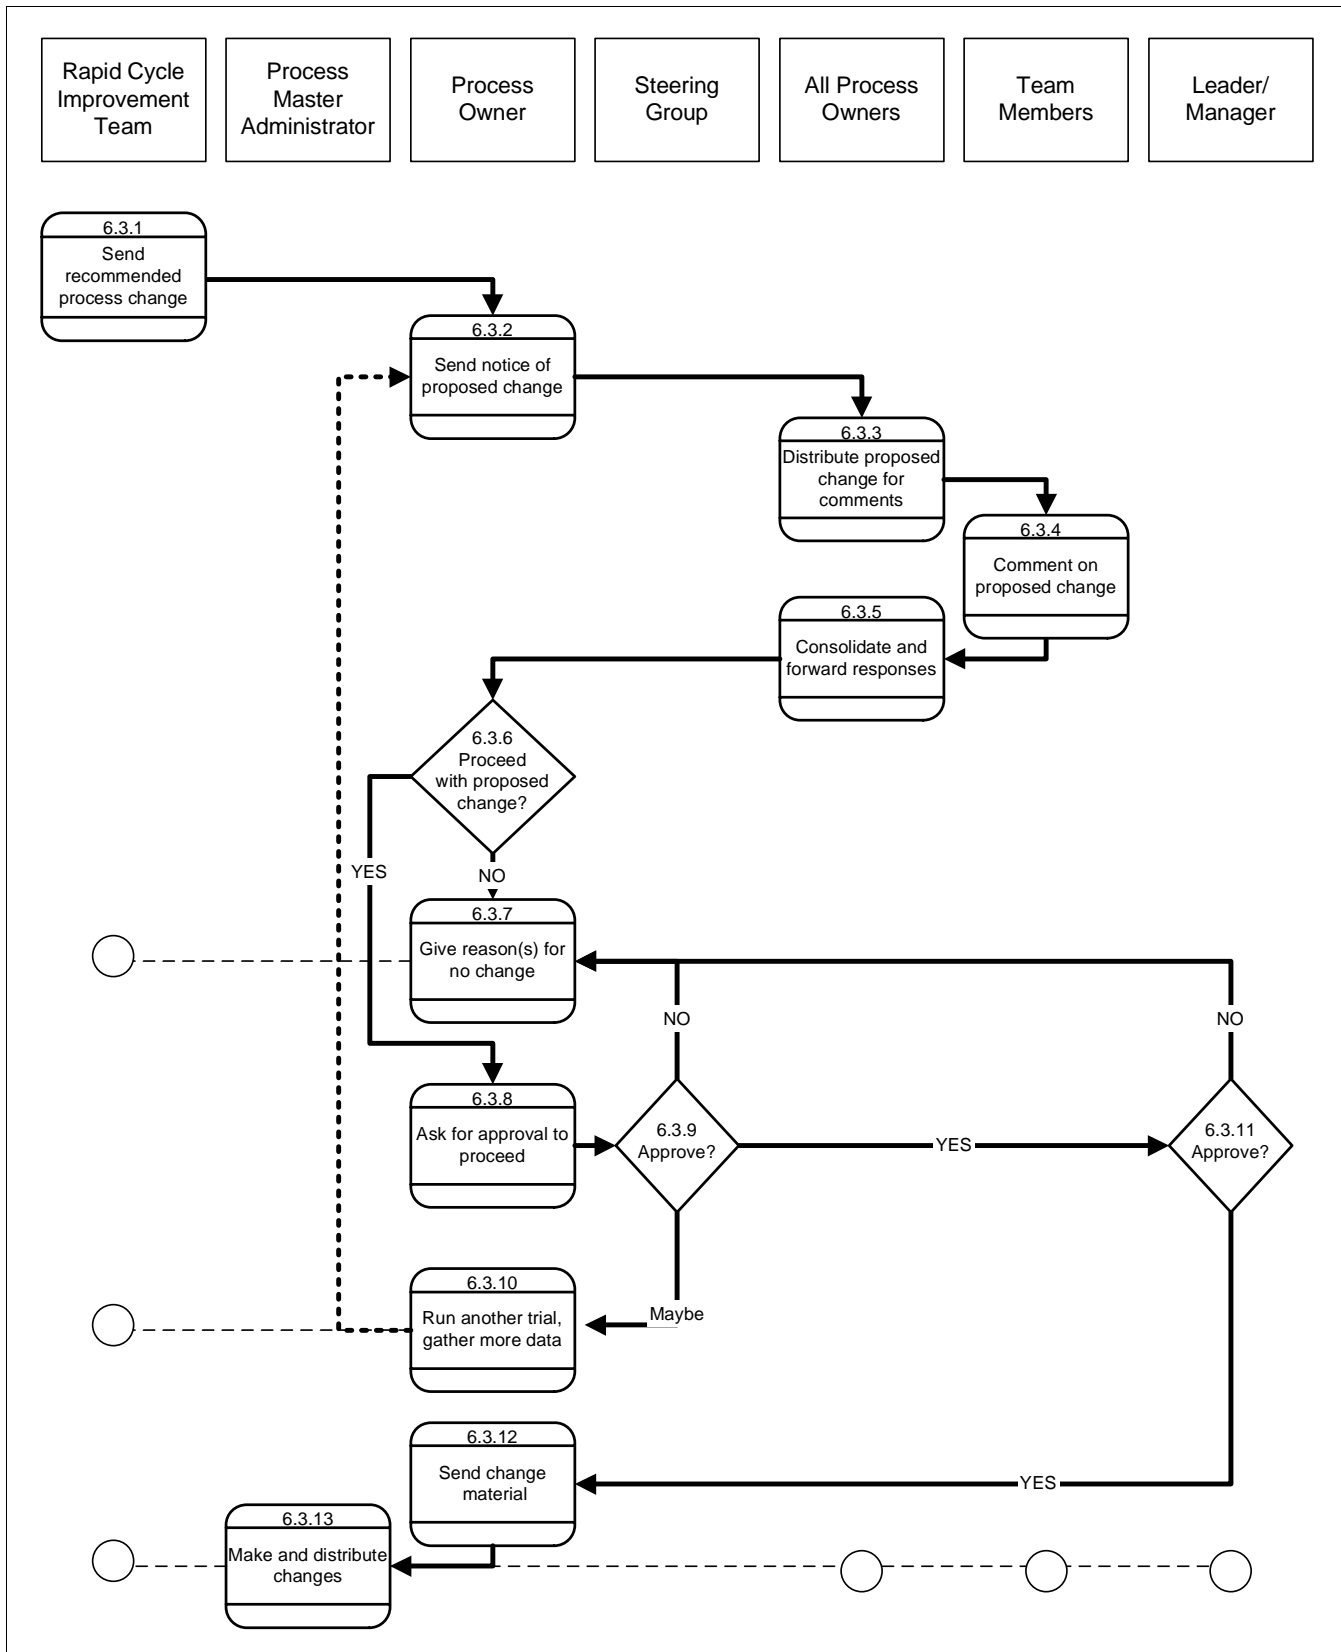 Rapid Cycle
Improvement
Team
Process
Master
Administrator
Process
Owner
Steering
Group
All Process
Owners
Team
Members
Leader/
Manager
6.3.1
Send
recommended
process change
6.3.2
Send notice of
proposed change
6.3.3
Distribute proposed
change for
comments
6.3.4
Comment on
proposed change
6.3.5
Consolidate and
forward responses
6.3.6
Proceed
with proposed
change?
YES
NO
6.3.7
Give reason(s) for
no change
NO
NO
6.3.8
Ask for approval to
proceed
6.3.9
Approve?
YES
6.3.11
Approve?
6.3.10
Run another trial,
gather more data
Maybe
6.3.12
Send change
material
YES
6.3.13
Make and distribute
changes